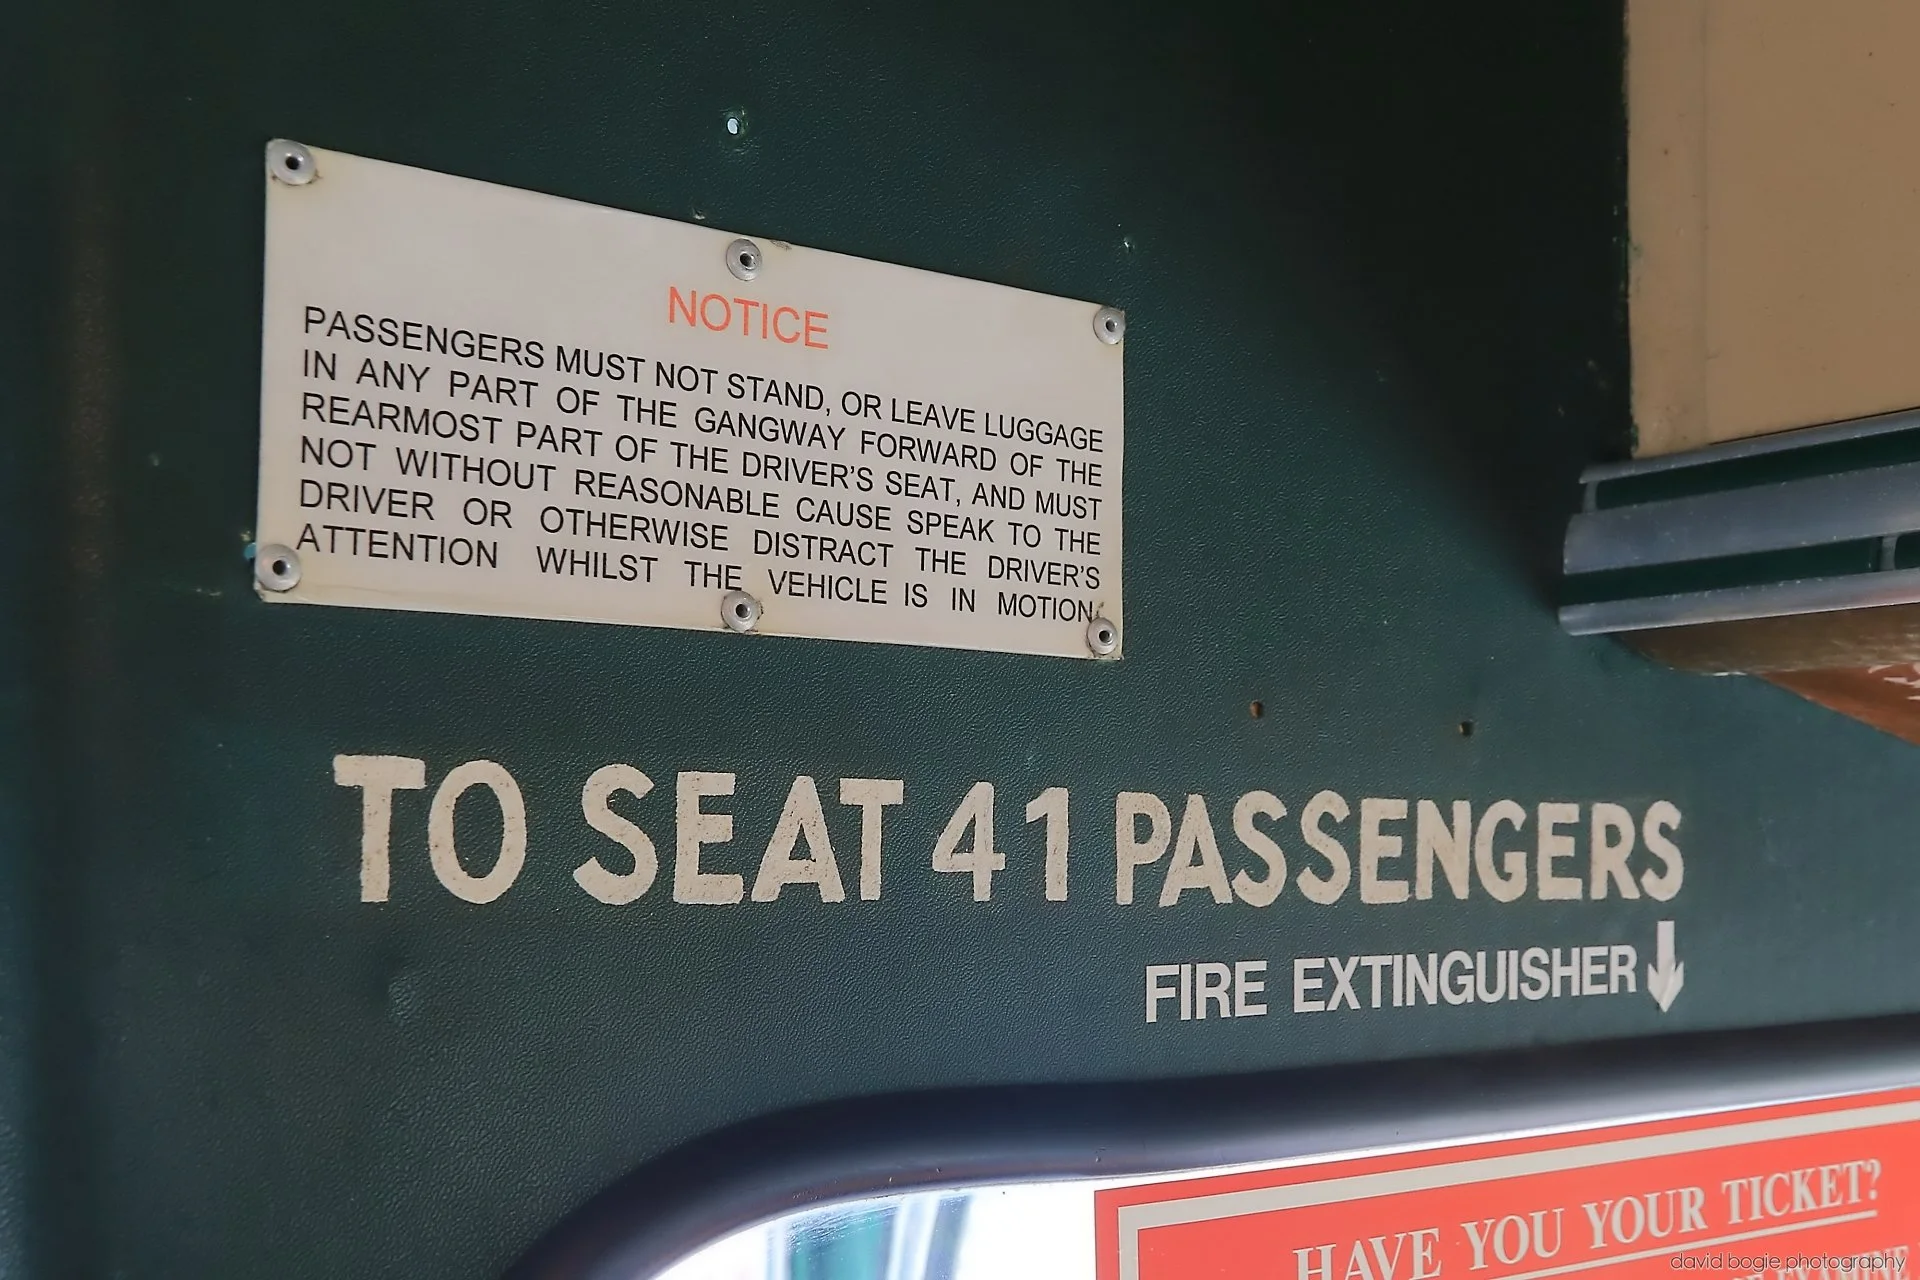 NOTICE
PASSENGERS MUST NOT STAND, OR LEAVE LUGGAGE
IN ANY PART OF THE GANGWAY FORWARD OF THE
REARMOST PART OF THE DRIVER'S SEAT, AND MUST
NOT WITHOUT REASONABLE CAUSE SPEAK TO THE
DRIVER OR OTHERWISE DISTRACT THE DRIVER'S
ATTENTION WHILST THE VEHICLE IS IN MOTION
TO SEAT 41 PASSENGERS
FIRE EXTINGUISHER
HAVE YOU YOUR TICKET?
david bogie photography